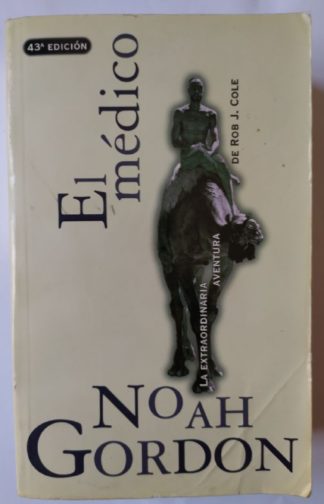 43ª EDICIÓN
El
médico
LA EXTRAORDINARIA
AVENTURA
DE ROB J. COLE
NOAH
GORDON